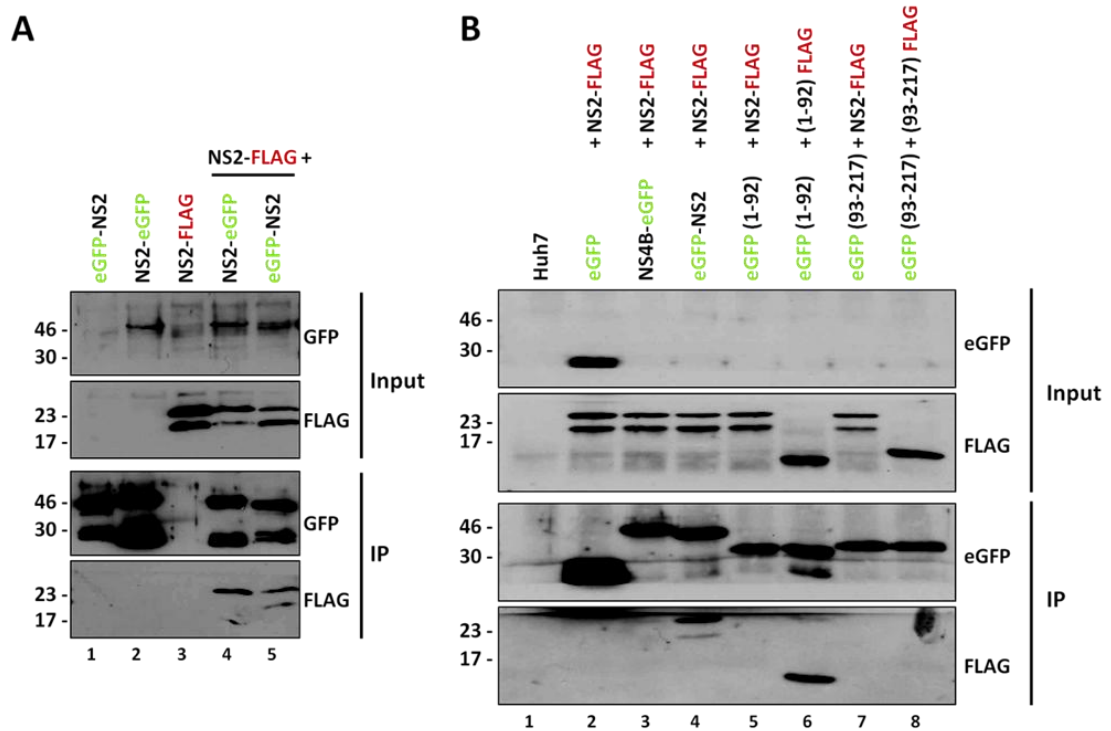 A
NS2-FLAG +
eGFP-NS2
NS2-eGFP
NS2-FLAG
NS2-eGFP
eGFP-NS2
46 -
30 -
GFP
23 -
17 -
FLAG
Input
46 -
30 -
GFP
23 -
17 -
FLAG
IP
1 2 3 4 5
B
Huh7
eGFP + NS2-FLAG
NS4B-eGFP + NS2-FLAG
eGFP-NS2 + NS2-FLAG
eGFP (1-92) + NS2-FLAG
eGFP (1-92) + (1-92) FLAG
eGFP (93-217) + NS2-FLAG
eGFP (93-217) + (93-217) FLAG
46 -
30 -
eGFP
23 -
17 -
FLAG
Input
46 -
30 -
eGFP
23 -
17 -
FLAG
IP
1 2 3 4 5 6 7 8